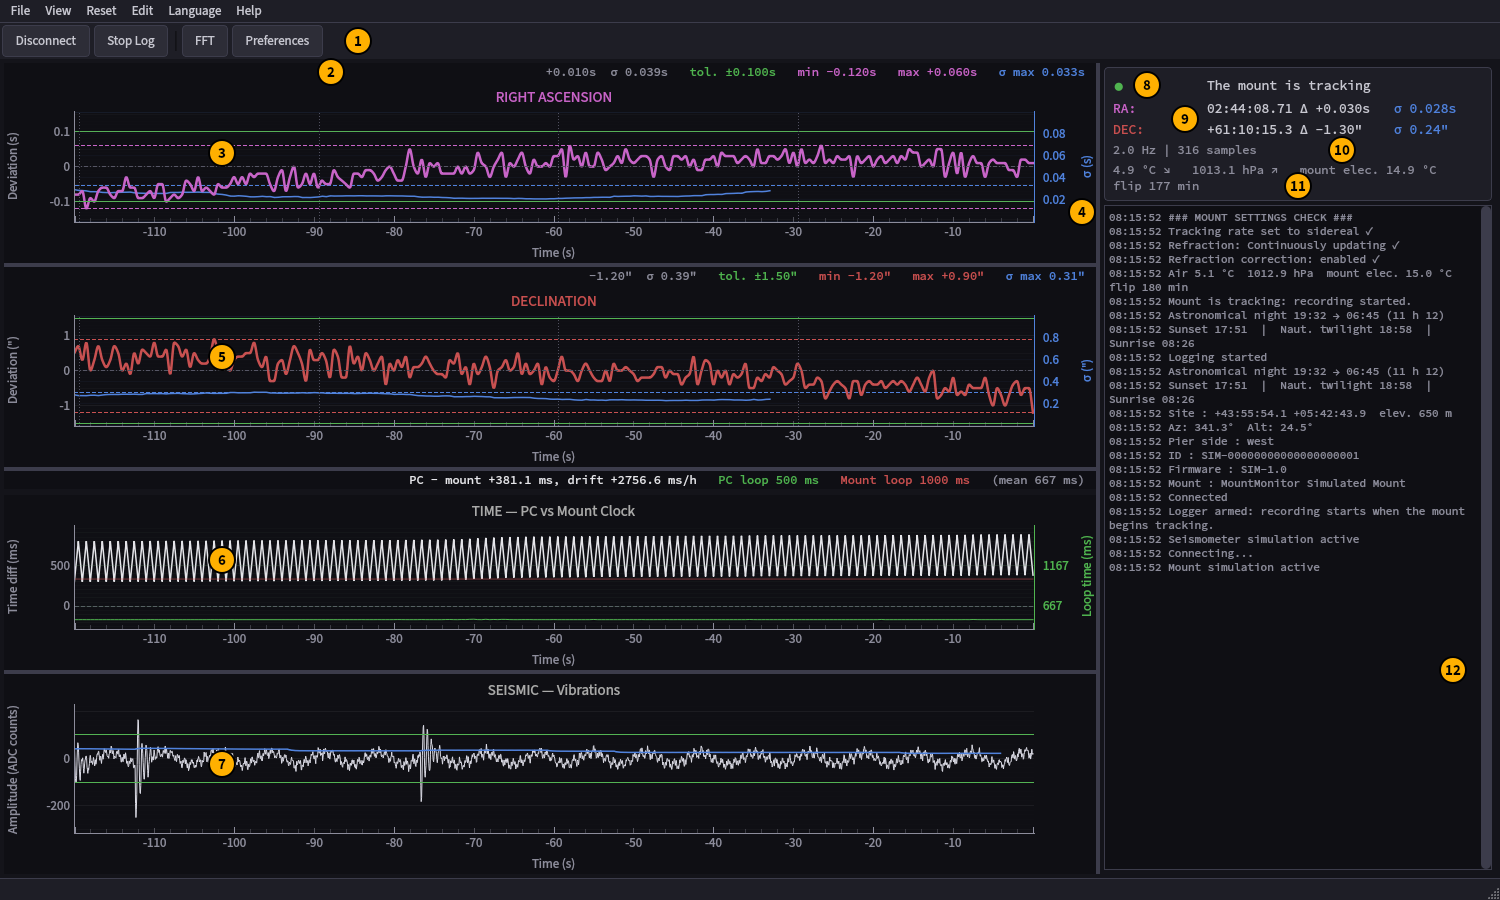 File View Reset Edit Language Help
Disconnect Stop Log FFT Preferences 1
2 +0.010s σ 0.039s tol. ±0.100s min −0.120s max +0.060s σ max 0.033s
RIGHT ASCENSION
Deviation (s)
0.1
0
-0.1
3
0.08
0.06
0.04
0.02
σ (s)
4
-110 -100 -90 -80 -70 -60 -50 -40 -30 -20 -10
Time (s)
−1.20" σ 0.39" tol. ±1.50" min −1.20" max +0.90" σ max 0.31"
DECLINATION
Deviation (")
1
0
-1
5
0.8
0.6
0.4
0.2
σ (")
-110 -100 -90 -80 -70 -60 -50 -40 -30 -20 -10
Time (s)
PC − mount +381.1 ms, drift +2756.6 ms/h PC loop 500 ms Mount loop 1000 ms (mean 667 ms)
TIME — PC vs Mount Clock
Time diff (ms)
500
0
6
1167
667
Loop time (ms)
-110 -100 -90 -80 -70 -60 -50 -40 -30 -20 -10
Time (s)
SEISMIC — Vibrations
Amplitude (ADC counts)
0
-200
7
-110 -100 -90 -80 -70 -60 -50 -40 -30 -20 -10
Time (s)
8 The mount is tracking
RA: 9 02:44:08.71 Δ +0.030s σ 0.028s
DEC: +61:10:15.3 Δ −1.30" σ 0.24"
2.0 Hz | 316 samples 10
4.9 °C ↘ 1013.1 hPa ↗ mount elec. 14.9 °C
flip 177 min 11
08:15:52 ### MOUNT SETTINGS CHECK ###
08:15:52 Tracking rate set to sidereal ✓
08:15:52 Refraction: Continuously updating ✓
08:15:52 Refraction correction: enabled ✓
08:15:52 Air 5.1 °C 1012.9 hPa mount elec. 15.0 °C
flip 180 min
08:15:52 Mount is tracking: recording started.
08:15:52 Astronomical night 19:32 → 06:45 (11 h 12)
08:15:52 Sunset 17:51 | Naut. twilight 18:58 |
Sunrise 08:26
08:15:52 Logging started
08:15:52 Astronomical night 19:32 → 06:45 (11 h 12)
08:15:52 Sunset 17:51 | Naut. twilight 18:58 |
Sunrise 08:26
08:15:52 Site : +43:55:54.1 +05:42:43.9 elev. 650 m
08:15:52 Az: 341.3° Alt: 24.5°
08:15:52 Pier side : west
08:15:52 ID : SIM-00000000000000000001
08:15:52 Firmware : SIM-1.0
08:15:52 Mount : MountMonitor Simulated Mount
08:15:52 Connected
08:15:52 Logger armed: recording starts when the mount
begins tracking.
08:15:52 Seismometer simulation active
08:15:52 Connecting...
08:15:52 Mount simulation active
12